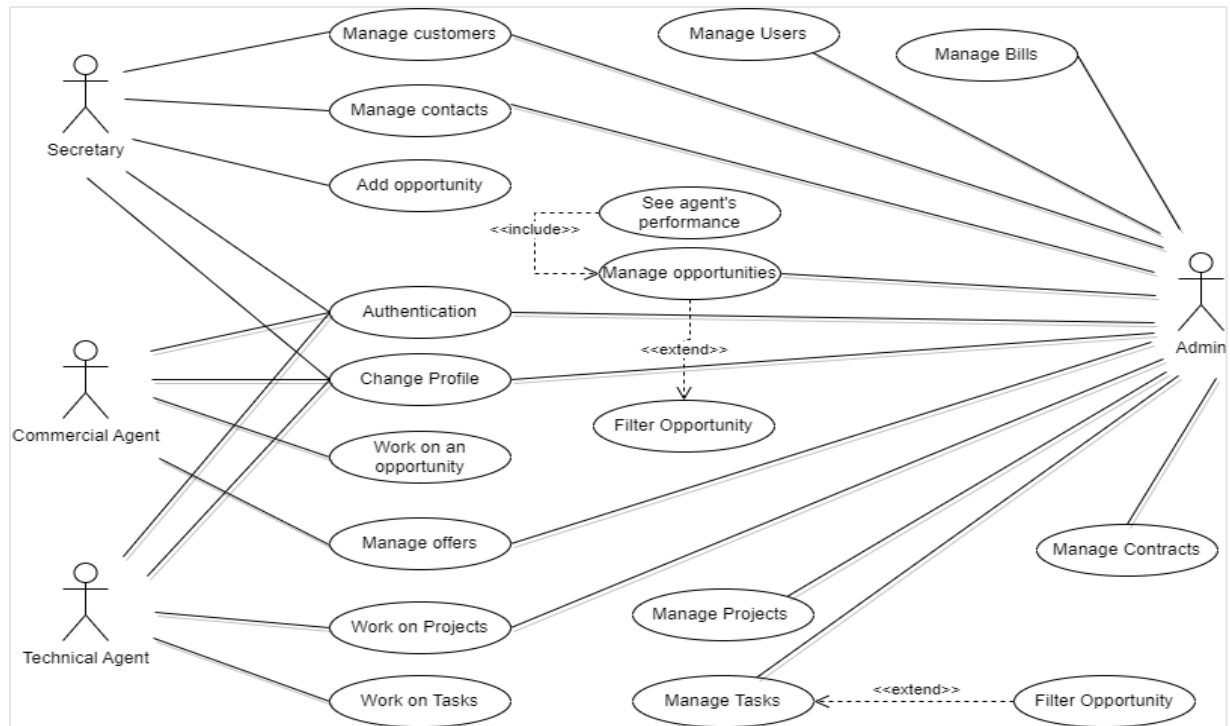 Manage customers
Manage Users
Manage Bills
Manage contacts
Secretary
Add opportunity
See agent's
performance
<<include>>
Manage opportunities
Authentication
<<extend>>
Admin
Change Profile
Commercial Agent
Filter Opportunity
Work on an
opportunity
Manage offers
Manage Contracts
Work on Projects
Manage Projects
Technical Agent
Work on Tasks
Manage Tasks
<<extend>>
Filter Opportunity